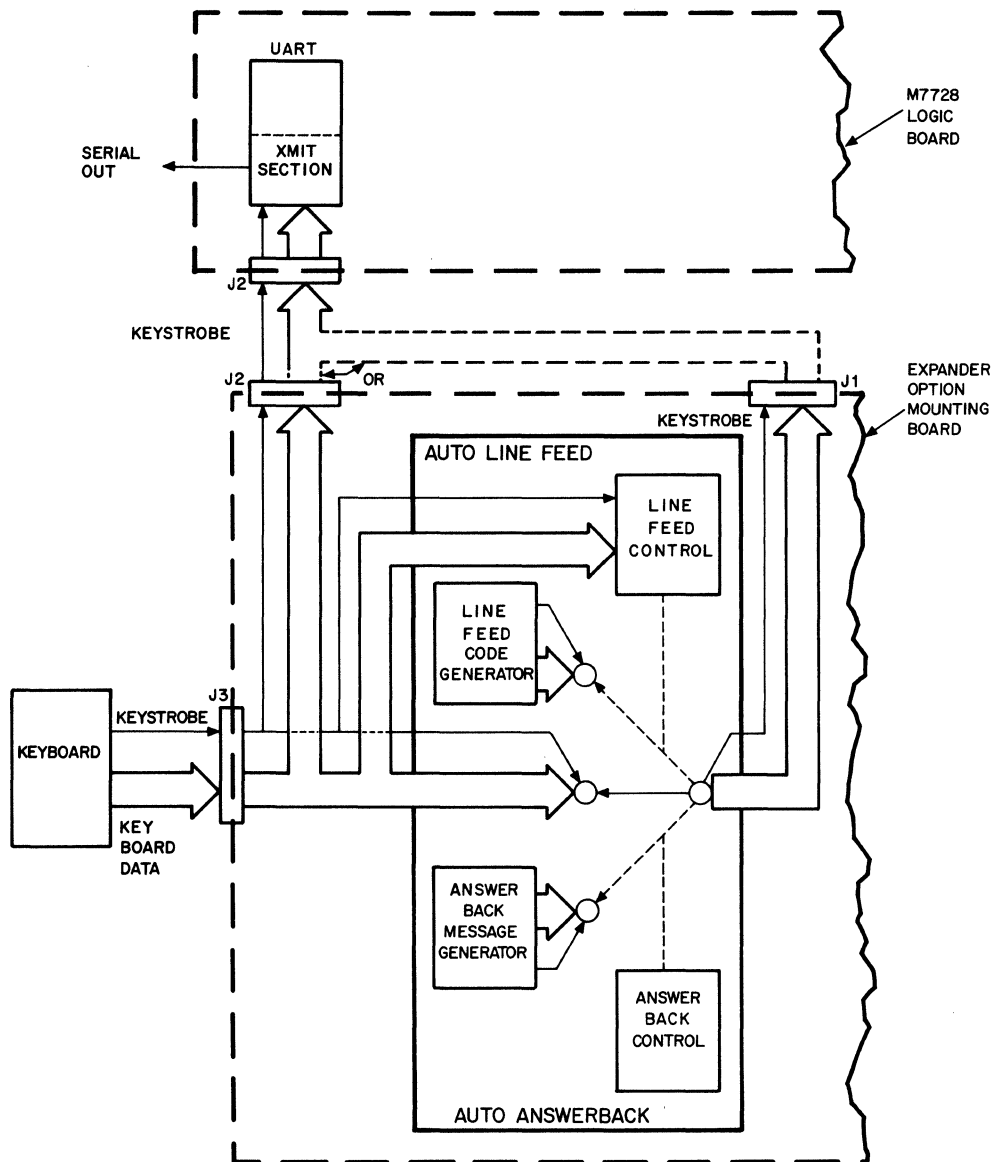 UART
M7728
LOGIC
BOARD
SERIAL
OUT
XMIT
SECTION
J2
KEYSTROBE
J2
OR
J1
EXPANDER
OPTION
MOUNTING
BOARD
KEYSTROBE
AUTO LINE FEED
LINE
FEED
CONTROL
LINE
FEED
CODE
GENERATOR
J3
KEYSTROBE
KEYBOARD
KEY
BOARD
DATA
ANSWER
BACK
MESSAGE
GENERATOR
ANSWER
BACK
CONTROL
AUTO ANSWERBACK